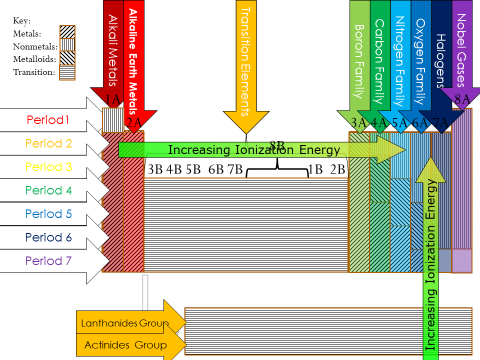 Key:
Metals:
Nonmetals:
Metalloids:
Transition:
Alkali Metals
1A
Alkaline Earth Metals
2A
Transition Elements
8B
Boron Family
3A
Carbon Family
4A
Nitrogen Family
5A
Oxygen Family
6A
Halogens
7A
Nobel Gases
8A
Increasing Ionization Energy
3B 4B 5B 6B 7B 1B 2B
Period1
Period 2
Period 3
Period 4
Period 5
Period 6
Period 7
Increasing Ionization Energy
Lanthanides Group
Actinides Group